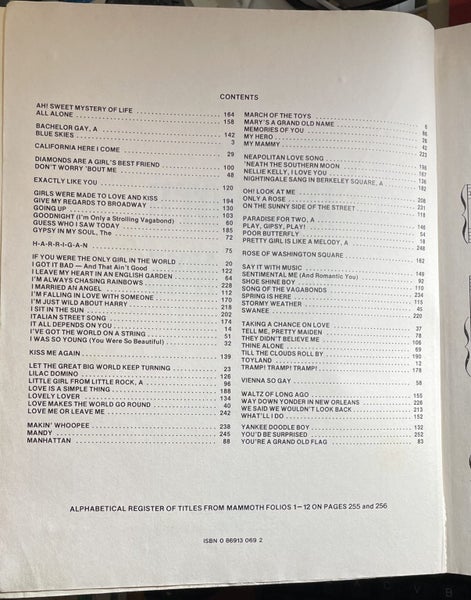 CONTENTS
AH! SWEET MYSTERY OF LIFE 164
ALL ALONE 158
BACHELOR GAY, A 142
BLUE SKIES 3
CALIFORNIA HERE I COME 29
DIAMONDS ARE A GIRL'S BEST FRIEND 100
DON'T WORRY 'BOUT ME 48
EXACTLY LIKE YOU 120
GIRLS WERE MADE TO LOVE AND KISS 194
GIVE MY REGARDS TO BROADWAY 130
GOING UP 103
GOODNIGHT (I'm Only a Strolling Vagabond) 60
GUESS WHO I SAW TODAY 185
GYPSY IN MY SOUL, The 72
H-A-R-R-I-G-A-N 75
IF YOU WERE THE ONLY GIRL IN THE WORLD 20
I GOT IT BAD — And That Ain't Good 122
I LEAVE MY HEART IN AN ENGLISH GARDEN 64
I'M ALWAYS CHASING RAINBOWS 228
I MARRIED AN ANGEL 112
I'M FALLING IN LOVE WITH SOMEONE 170
I'M JUST WILD ABOUT HARRY 218
I SIT IN THE SUN 202
ITALIAN STREET SONG 174
IT ALL DEPENDS ON YOU 14
I'VE GOT THE WORLD ON A STRING 51
I WAS SO YOUNG (You Were So Beautiful) 32
KISS ME AGAIN 139
LET THE GREAT BIG WORLD KEEP TURNING 23
LILAC DOMINO 126
LITTLE GIRL FROM LITTLE ROCK, A 96
LOVE IS A SIMPLE THING 188
LOVELY LOVER 134
LOVE MAKES THE WORLD GO ROUND 40
LOVE ME OR LEAVE ME 242
MAKIN' WHOOPEE 238
MANDY 245
MANHATTAN 88
MARCH OF THE TOYS 6
MARY'S A GRAND OLD NAME 86
MEMORIES OF YOU 26
MY HERO 42
MY MAMMY 223
NEAPOLITAN LOVE SONG
'NEATH THE SOUTHERN MOON
NELLIE KELLY, I LOVE YOU 136
NIGHTINGALE SANG IN BERKELEY SQUARE, A 182
OH! LOOK AT ME 208
ONLY A ROSE 231
ON THE SUNNY SIDE OF THE STREET 118
PARADISE FOR TWO, A 146
PLAY, GYPSY, PLAY! 54
POOR BUTTERFLY 18
PRETTY GIRL IS LIKE A MELODY, A 248
ROSE OF WASHINGTON SQUARE 162
SAY IT WITH MUSIC
SENTIMENTAL ME (And Romantic You)
SHOE SHINE BOY
SONG OF THE VAGABONDS
SPRING IS HERE
STORMY WEATHER
SWANEE
TAKING A CHANCE ON LOVE 37
TELL ME, PRETTY MAIDEN 78
THEY DIDN'T BELIEVE ME 106
THINE ALONE 69
TILL THE CLOUDS ROLL BY 190
TOYLAND 12
TRAMP! TRAMP! TRAMP! 178
VIENNA SO GAY 58
WALTZ OF LONG AGO 155
WAY DOWN YONDER IN NEW ORLEANS 226
WE SAID WE WOULDN'T LOOK BACK 213
WHAT'LL I DO 152
YANKEE DOODLE BOY 132
YOU'D BE SURPRISED 252
YOU'RE A GRAND OLD FLAG 83
ALPHABETICAL REGISTER OF TITLES FROM MAMMOTH FOLIOS 1—12 ON PAGES 255 and 256
ISBN 0 86913 069 2